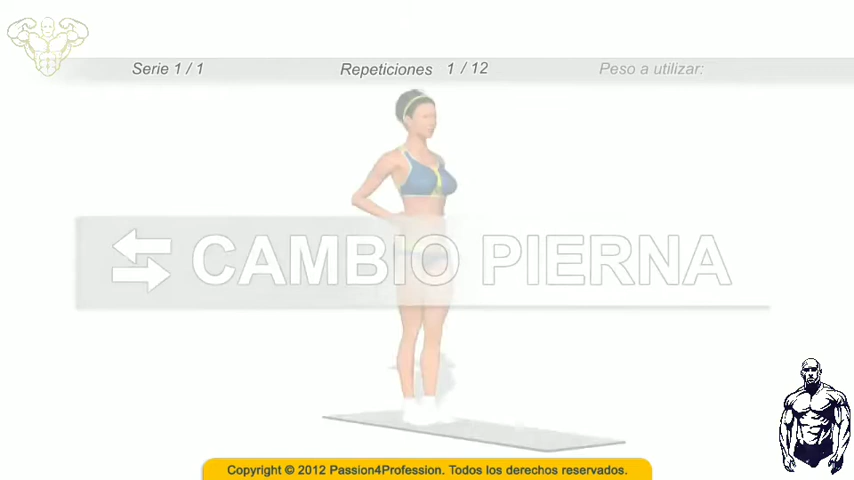 Serie 1 / 1 Repeticiones 1 / 12 Peso a utilizar:
CAMBIO PIERNA
Copyright © 2012 Passion4Profession. Todos los derechos reservados.